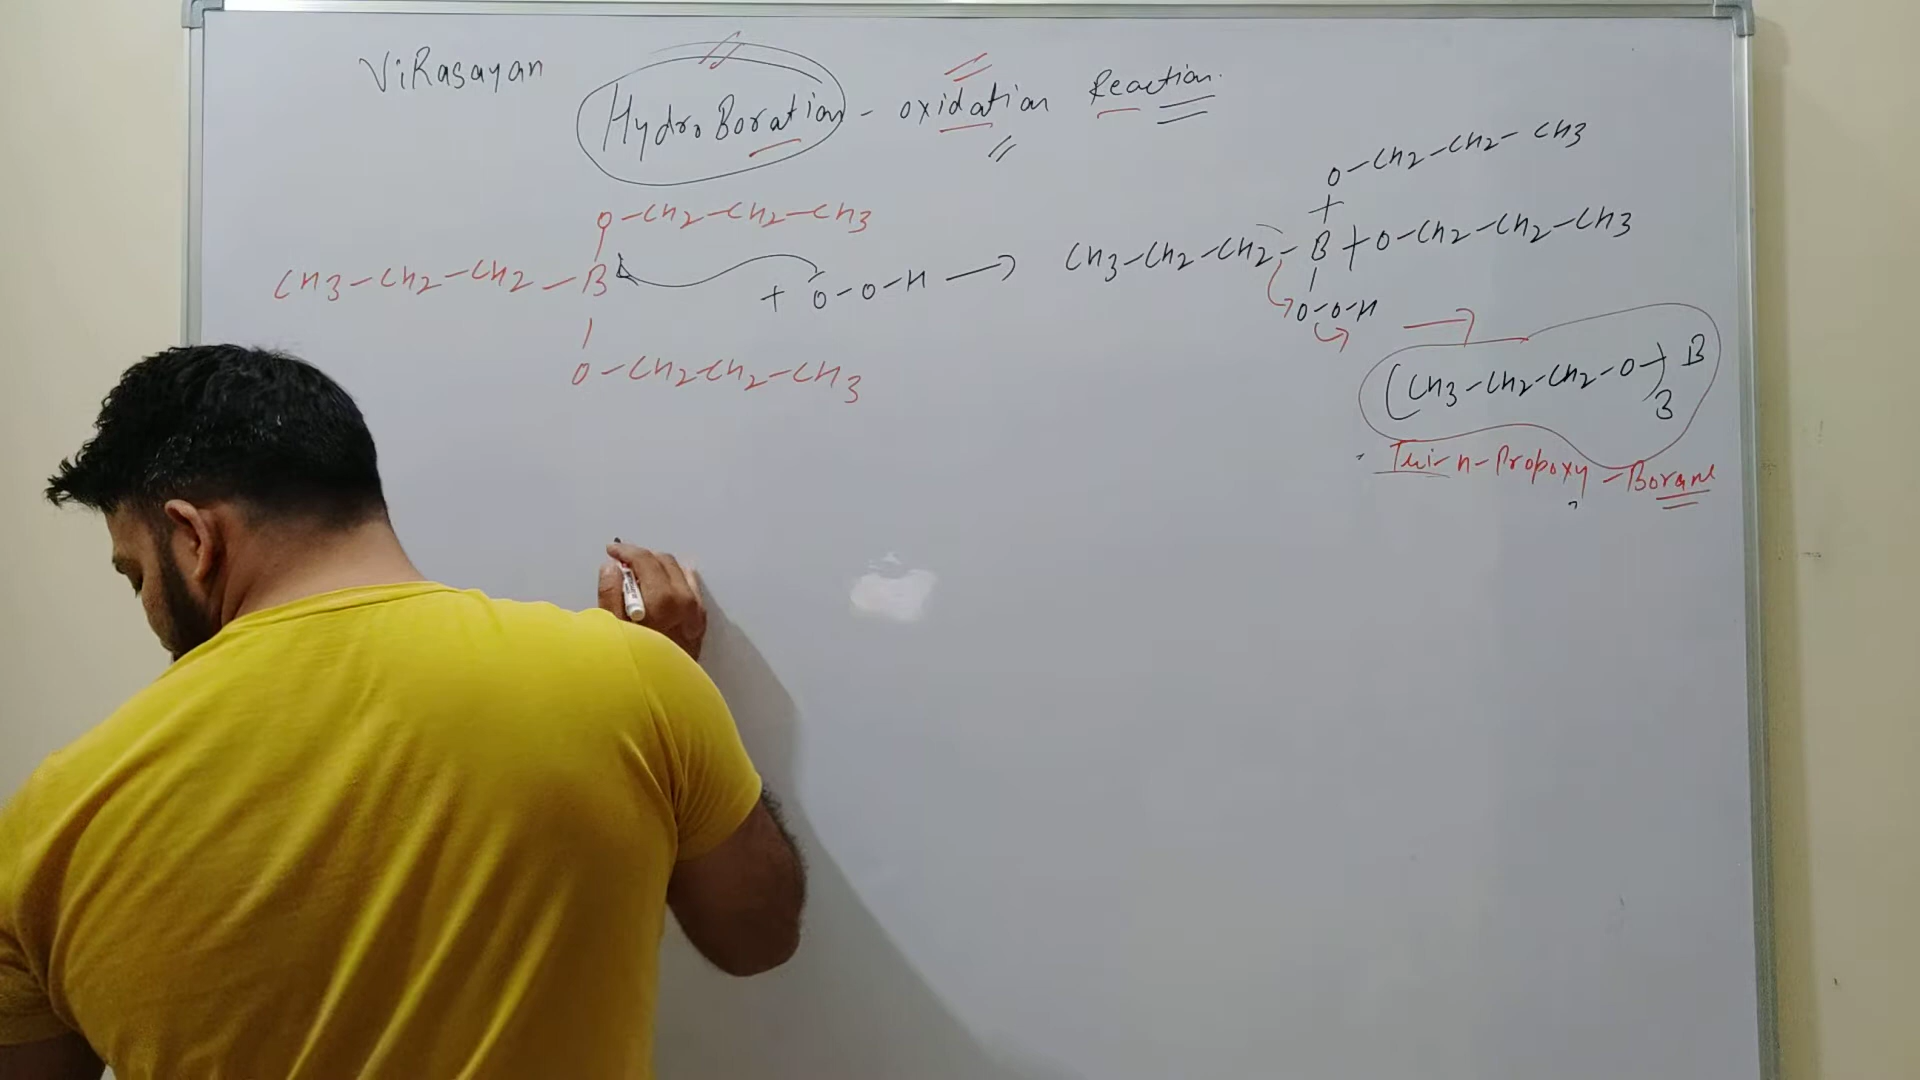 ViRasayan
HydroBoration - oxidation Reaction.
O-CH2-CH2-CH3
CH3-CH2-CH2-B
+ O-O-H →
O-CH2-CH2-CH3
O-CH2-CH2-CH3
CH3-CH2-CH2-B+O-CH2-CH2-CH3
O-O-H →
(CH3-CH2-CH2-O-)3 B
Tri-n-Propoxy-Borane